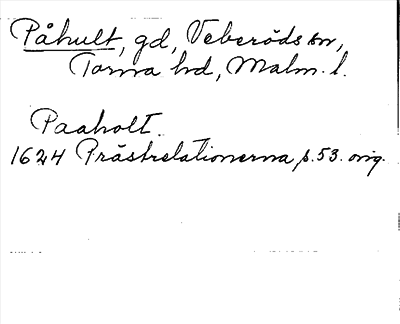 Påhult, gd, Veberöds sn,
Torna hd, Malm. l.
Paaholt.
1624 Prästrelationerna, p. 53. orig.